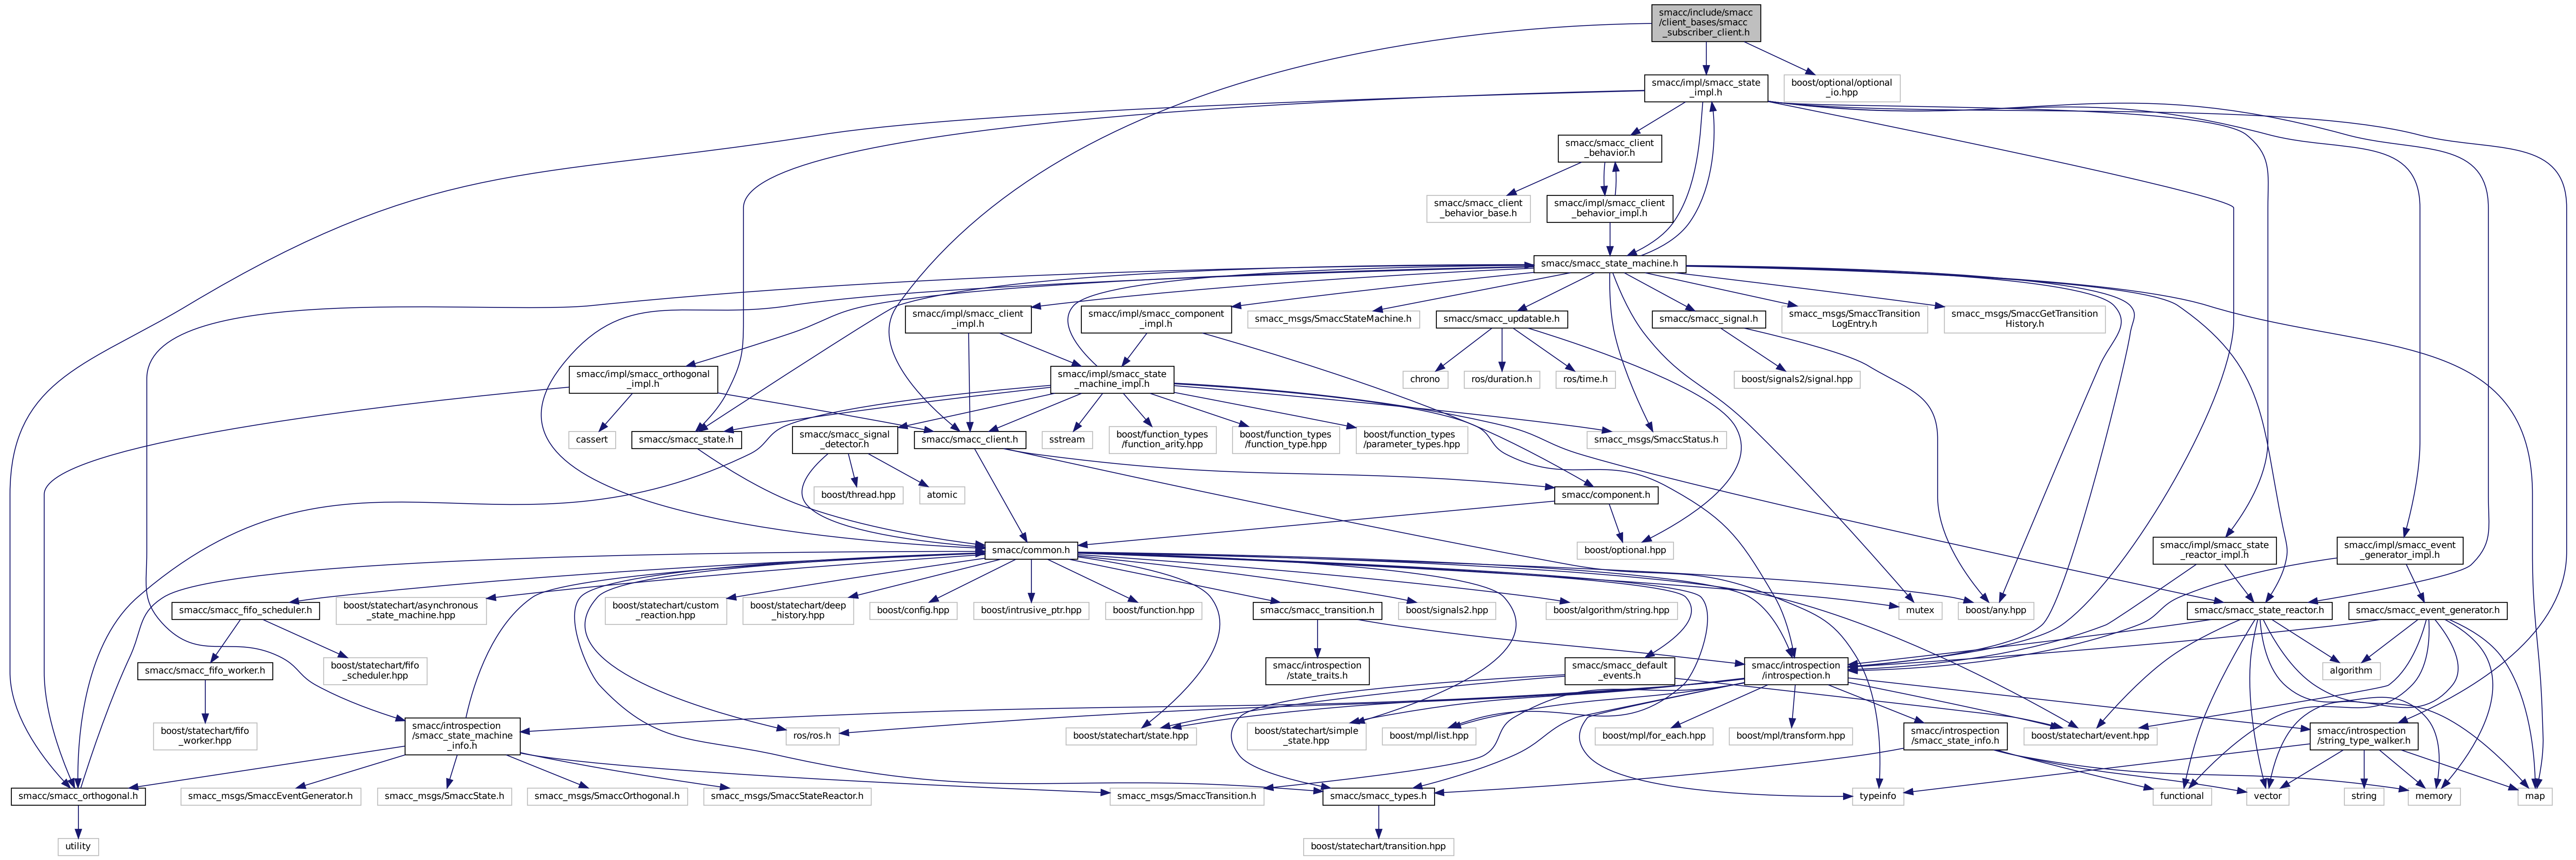 smacc/include/smacc
/client_bases/smacc
_subscriber_client.h
smacc/impl/smacc_state
_impl.h
boost/optional/optional
_io.hpp
smacc/smacc_client
_behavior.h
smacc/smacc_client
_behavior_base.h
smacc/impl/smacc_client
_behavior_impl.h
smacc/smacc_state_machine.h
smacc/impl/smacc_client
_impl.h
smacc/impl/smacc_component
_impl.h
smacc_msgs/SmaccStateMachine.h
smacc/smacc_updatable.h
smacc/smacc_signal.h
smacc_msgs/SmaccTransition
LogEntry.h
smacc_msgs/SmaccGetTransition
History.h
smacc/impl/smacc_orthogonal
_impl.h
smacc/impl/smacc_state
_machine_impl.h
chrono
ros/duration.h
ros/time.h
boost/signals2/signal.hpp
cassert
smacc/smacc_state.h
smacc/smacc_signal
_detector.h
smacc/smacc_client.h
sstream
boost/function_types
/function_arity.hpp
boost/function_types
/function_type.hpp
boost/function_types
/parameter_types.hpp
smacc_msgs/SmaccStatus.h
boost/thread.hpp
atomic
smacc/component.h
smacc/common.h
boost/optional.hpp
smacc/impl/smacc_state
_reactor_impl.h
smacc/impl/smacc_event
_generator_impl.h
smacc/smacc_fifo_scheduler.h
boost/statechart/asynchronous
_state_machine.hpp
boost/statechart/custom
_reaction.hpp
boost/statechart/deep
_history.hpp
boost/config.hpp
boost/intrusive_ptr.hpp
boost/function.hpp
smacc/smacc_transition.h
boost/signals2.hpp
boost/algorithm/string.hpp
mutex
boost/any.hpp
smacc/smacc_state_reactor.h
smacc/smacc_event_generator.h
smacc/smacc_fifo_worker.h
boost/statechart/fifo
_scheduler.hpp
smacc/introspection
/state_traits.h
smacc/smacc_default
_events.h
smacc/introspection
/introspection.h
algorithm
boost/statechart/fifo
_worker.hpp
smacc/introspection
/smacc_state_machine
_info.h
ros/ros.h
boost/statechart/state.hpp
boost/statechart/simple
_state.hpp
boost/mpl/list.hpp
boost/mpl/for_each.hpp
boost/mpl/transform.hpp
smacc/introspection
/smacc_state_info.h
boost/statechart/event.hpp
smacc/introspection
/string_type_walker.h
smacc/smacc_orthogonal.h
smacc_msgs/SmaccEventGenerator.h
smacc_msgs/SmaccState.h
smacc_msgs/SmaccOrthogonal.h
smacc_msgs/SmaccStateReactor.h
smacc_msgs/SmaccTransition.h
smacc/smacc_types.h
typeinfo
functional
vector
string
memory
map
utility
boost/statechart/transition.hpp